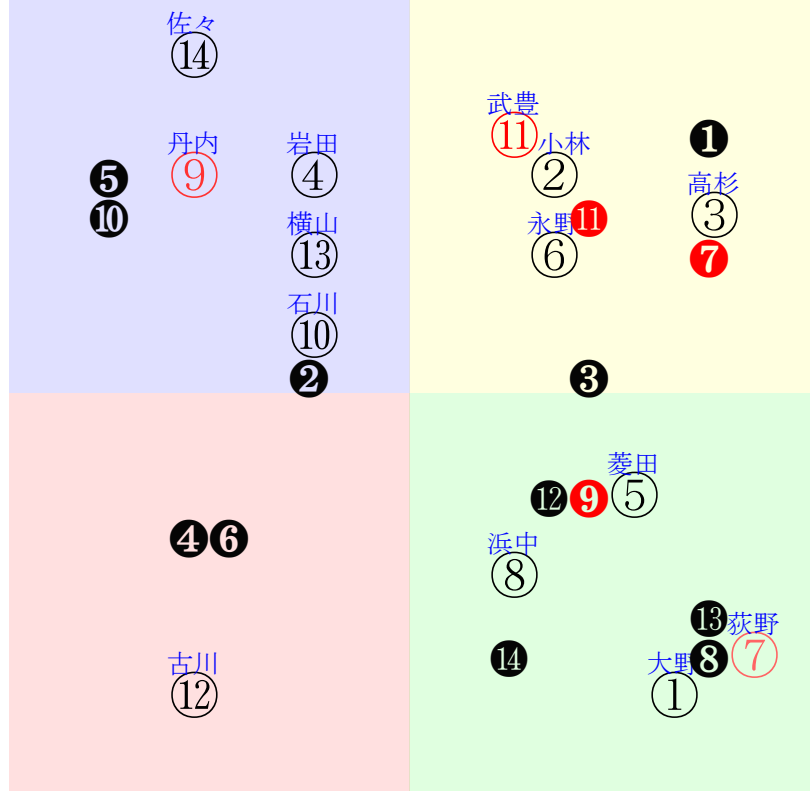 佐々
⑭
武豊
⑪
❶
丹内
⑨
岩田
④
小林
②
❺
高杉
③
❿
横山
⑬
永野
⓫
⑥
❼
石川
⑩
❷
❸
菱田
⑤
⓬
❾
❹
❻
浜中
⑧
⓭
荻野
⑦
古川
⑫
⓮
大野
❽
①